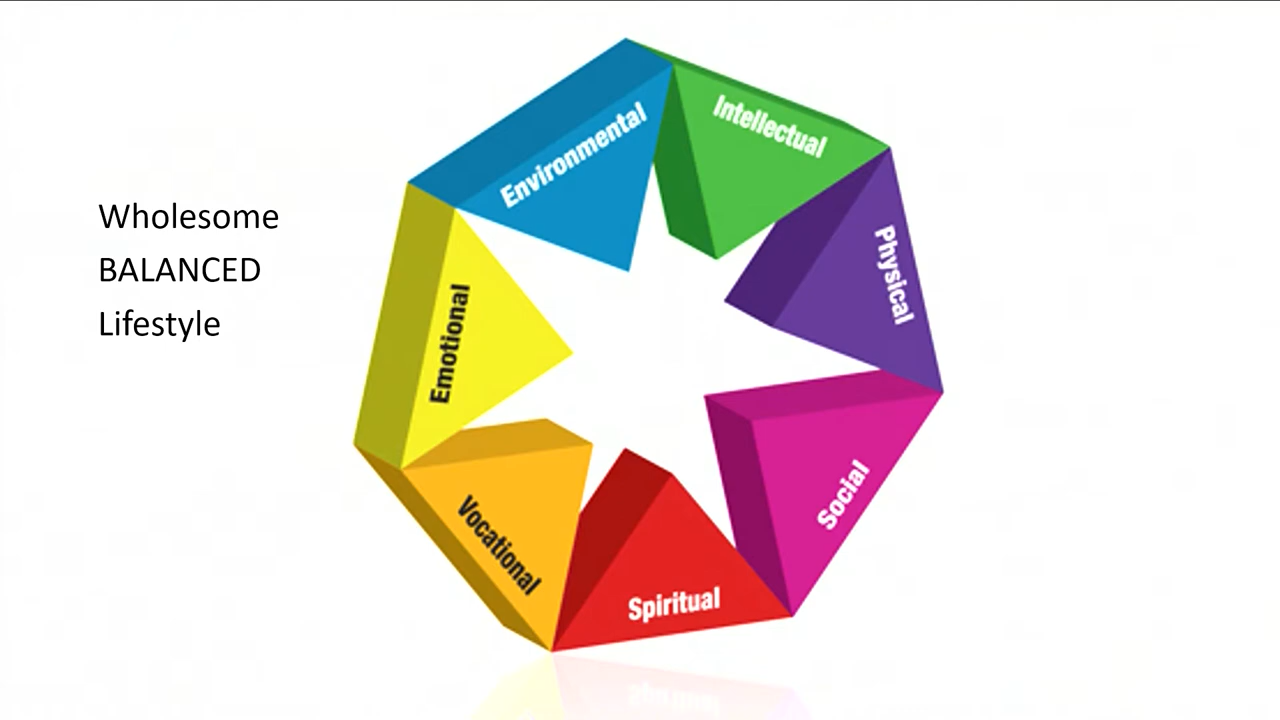 Wholesome
BALANCED
Lifestyle
Environmental
Intellectual
Physical
Social
Spiritual
Vocational
Emotional